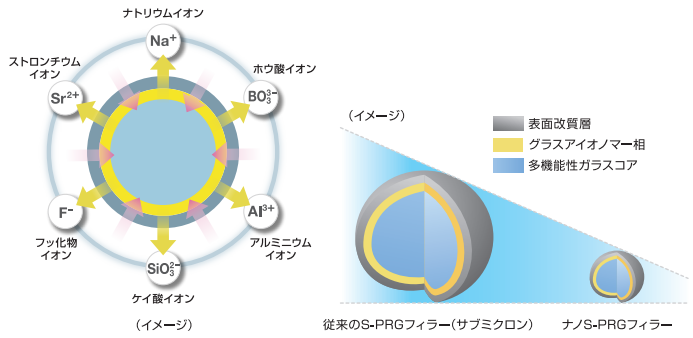 ナトリウムイオン
Na⁺
ストロンチウム
イオン
Sr²⁺
ホウ酸イオン
BO₃³⁻
F⁻
フッ化物
イオン
Al³⁺
アルミニウム
イオン
SiO₃²⁻
ケイ酸イオン
(イメージ)
(イメージ)
表面改質層
グラスアイオノマー相
多機能性ガラスコア
従来のS-PRGフィラー(サブミクロン)
ナノS-PRGフィラー